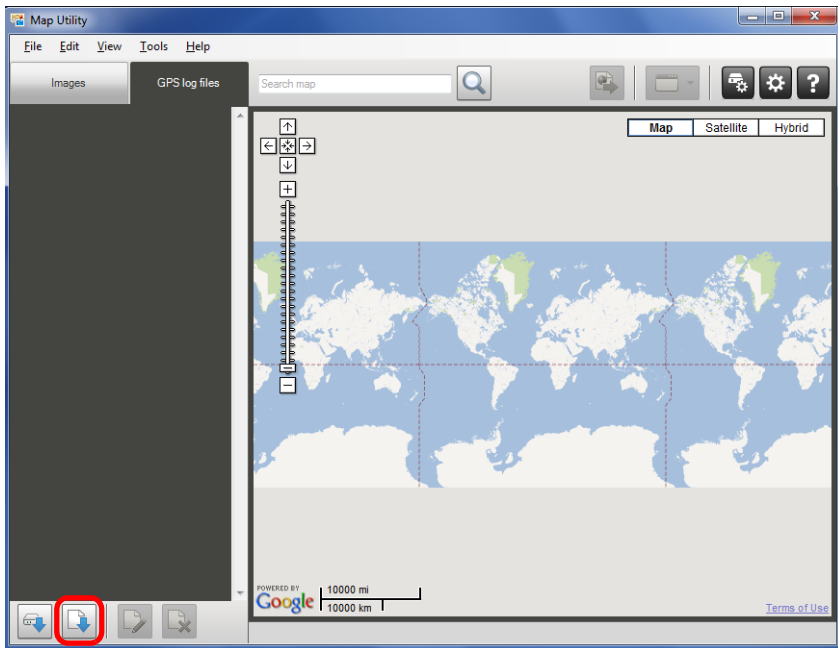 Map Utility
File Edit View Tools Help
Images GPS log files Search map
Map Satellite Hybrid
POWERED BY
Google
10000 mi
10000 km
Terms of Use